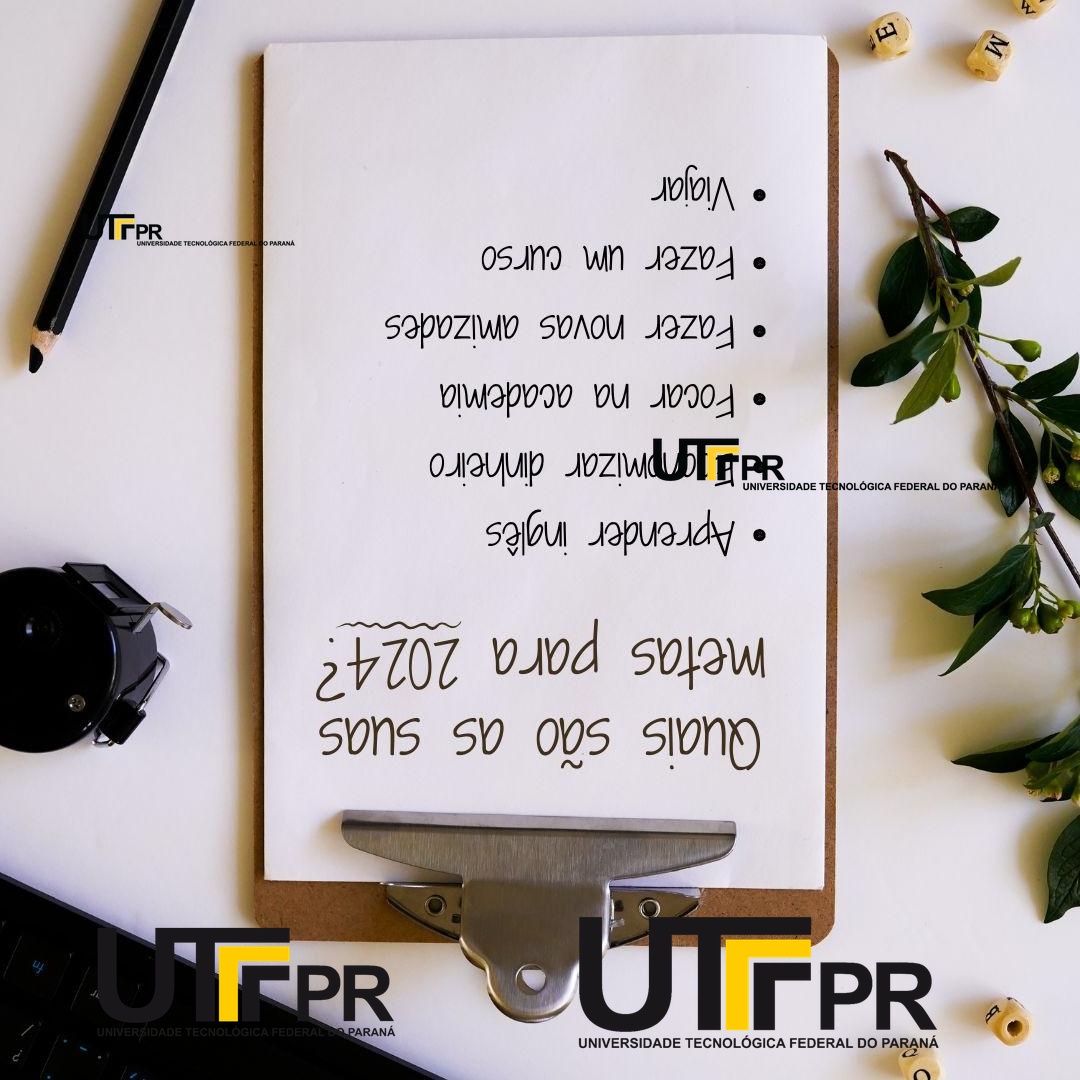 Quais são as suas
metas para 2024?
• Aprender inglês
• Economizar dinheiro
• Focar na academia
• Fazer novas amizades
• Fazer um curso
• Viajar
UTFPR
UNIVERSIDADE TECNOLÓGICA FEDERAL DO PARANÁ
UTFPR
UNIVERSIDADE TECNOLÓGICA FEDERAL DO PARANÁ
UTFPR
UNIVERSIDADE TECNOLÓGICA FEDERAL DO PARANÁ
UTFPR
UNIVERSIDADE TECNOLÓGICA FEDERAL DO PARANÁ
E
M